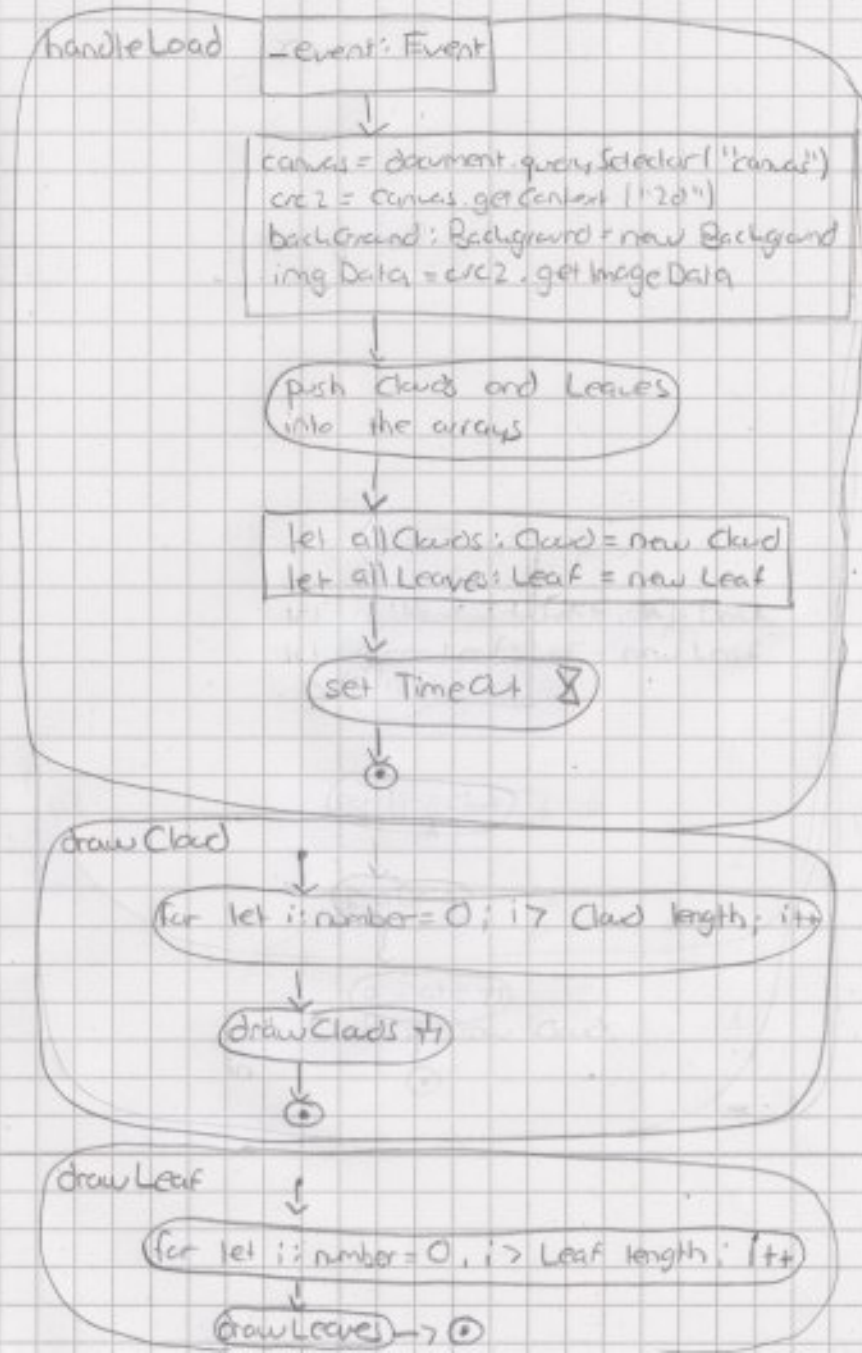 handleLoad
_event: Event
canvas = document.querySelector("canvas")
crc2 = canvas.getContext ("2d")
backGround: Background = new Background
imgData = crc2.getImageData
push Clouds and Leaves
into the arrays
let allClouds: Cloud = new Cloud
let allLeaves: Leaf = new Leaf
set TimeOut
drawCloud
for let i: number = 0; i > Cloud length; i++
drawClouds
drawLeaf
for let i: number = 0, i > Leaf length; i++
drawLeaves